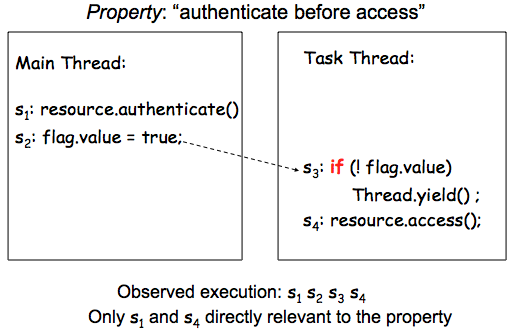 Property: “authenticate before access”
Main Thread:
s1: resource.authenticate()
s2: flag.value = true;
Task Thread:
s3: if (! flag.value)
Thread.yield() ;
s4: resource.access();
Observed execution: s1 s2 s3 s4
Only s1 and s4 directly relevant to the property